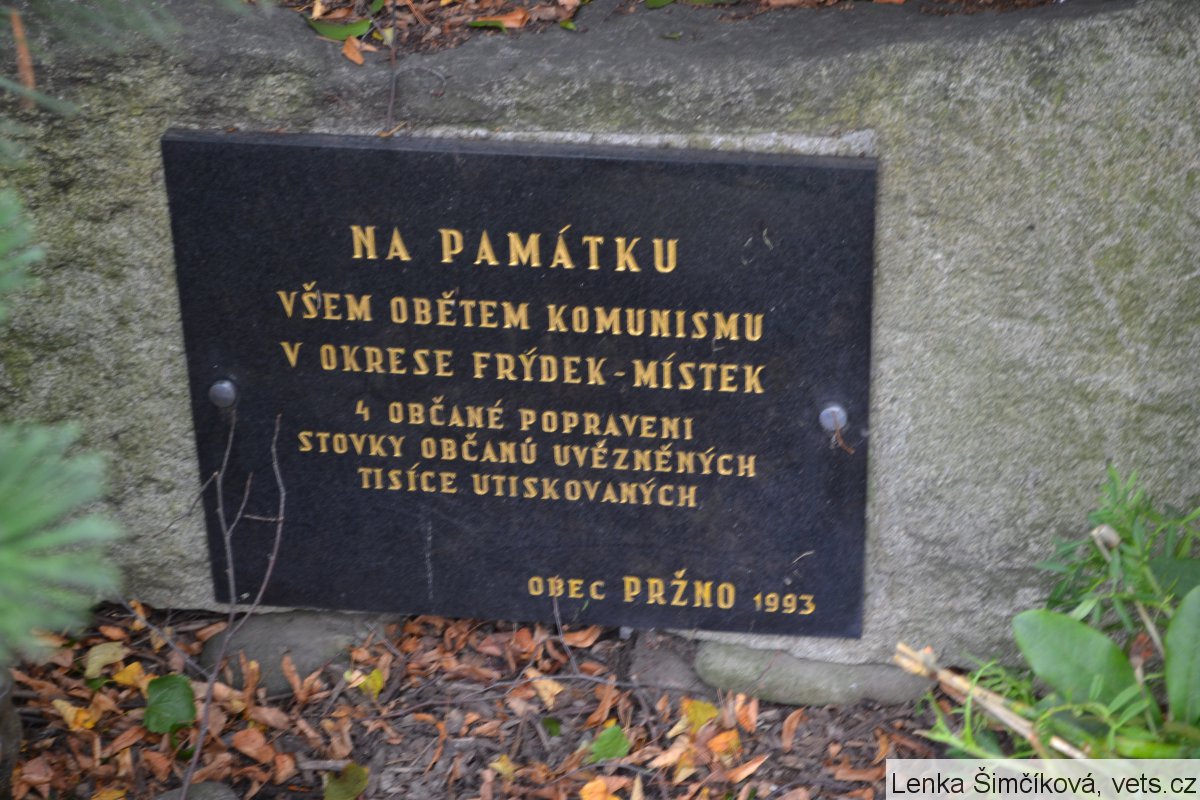 NA PAMÁTKU
VŠEM OBĚTEM KOMUNISMU
V OKRESE FRÝDEK-MÍSTEK
4 OBČANÉ POPRAVENI
STOVKY OBČANŮ UVĚZNĚNÝCH
TISÍCE UTISKOVANÝCH
OBEC PRŽNO 1993
Lenka Šimčíková, vets.cz